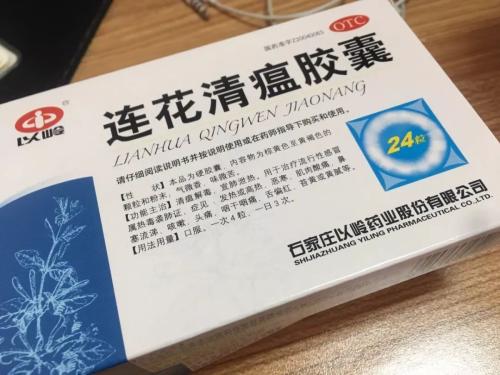 国药准字Z20040063
OTC
以岭
连花清瘟胶囊
LIANHUA QINGWEN JIAONANG
请仔细阅读说明书并按说明使用或在药师指导下购买和使用。
【性 状】本品为硬胶囊,内容物为棕黄色至黄褐色的
颗粒和粉末;气微香,味微苦。
【功能主治】清瘟解毒,宣肺泄热。用于治疗流行性感冒
属热毒袭肺证,症见:发热或高热,恶寒,肌肉酸痛,鼻
塞流涕,咳嗽,头痛,咽干咽痛,舌偏红,苔黄或黄腻等。
【用法用量】口服。一次4粒,一日3次。
24粒
石家庄以岭药业股份有限公司
SHIJIAZHUANG YILING PHARMACEUTICAL CO.,LTD.